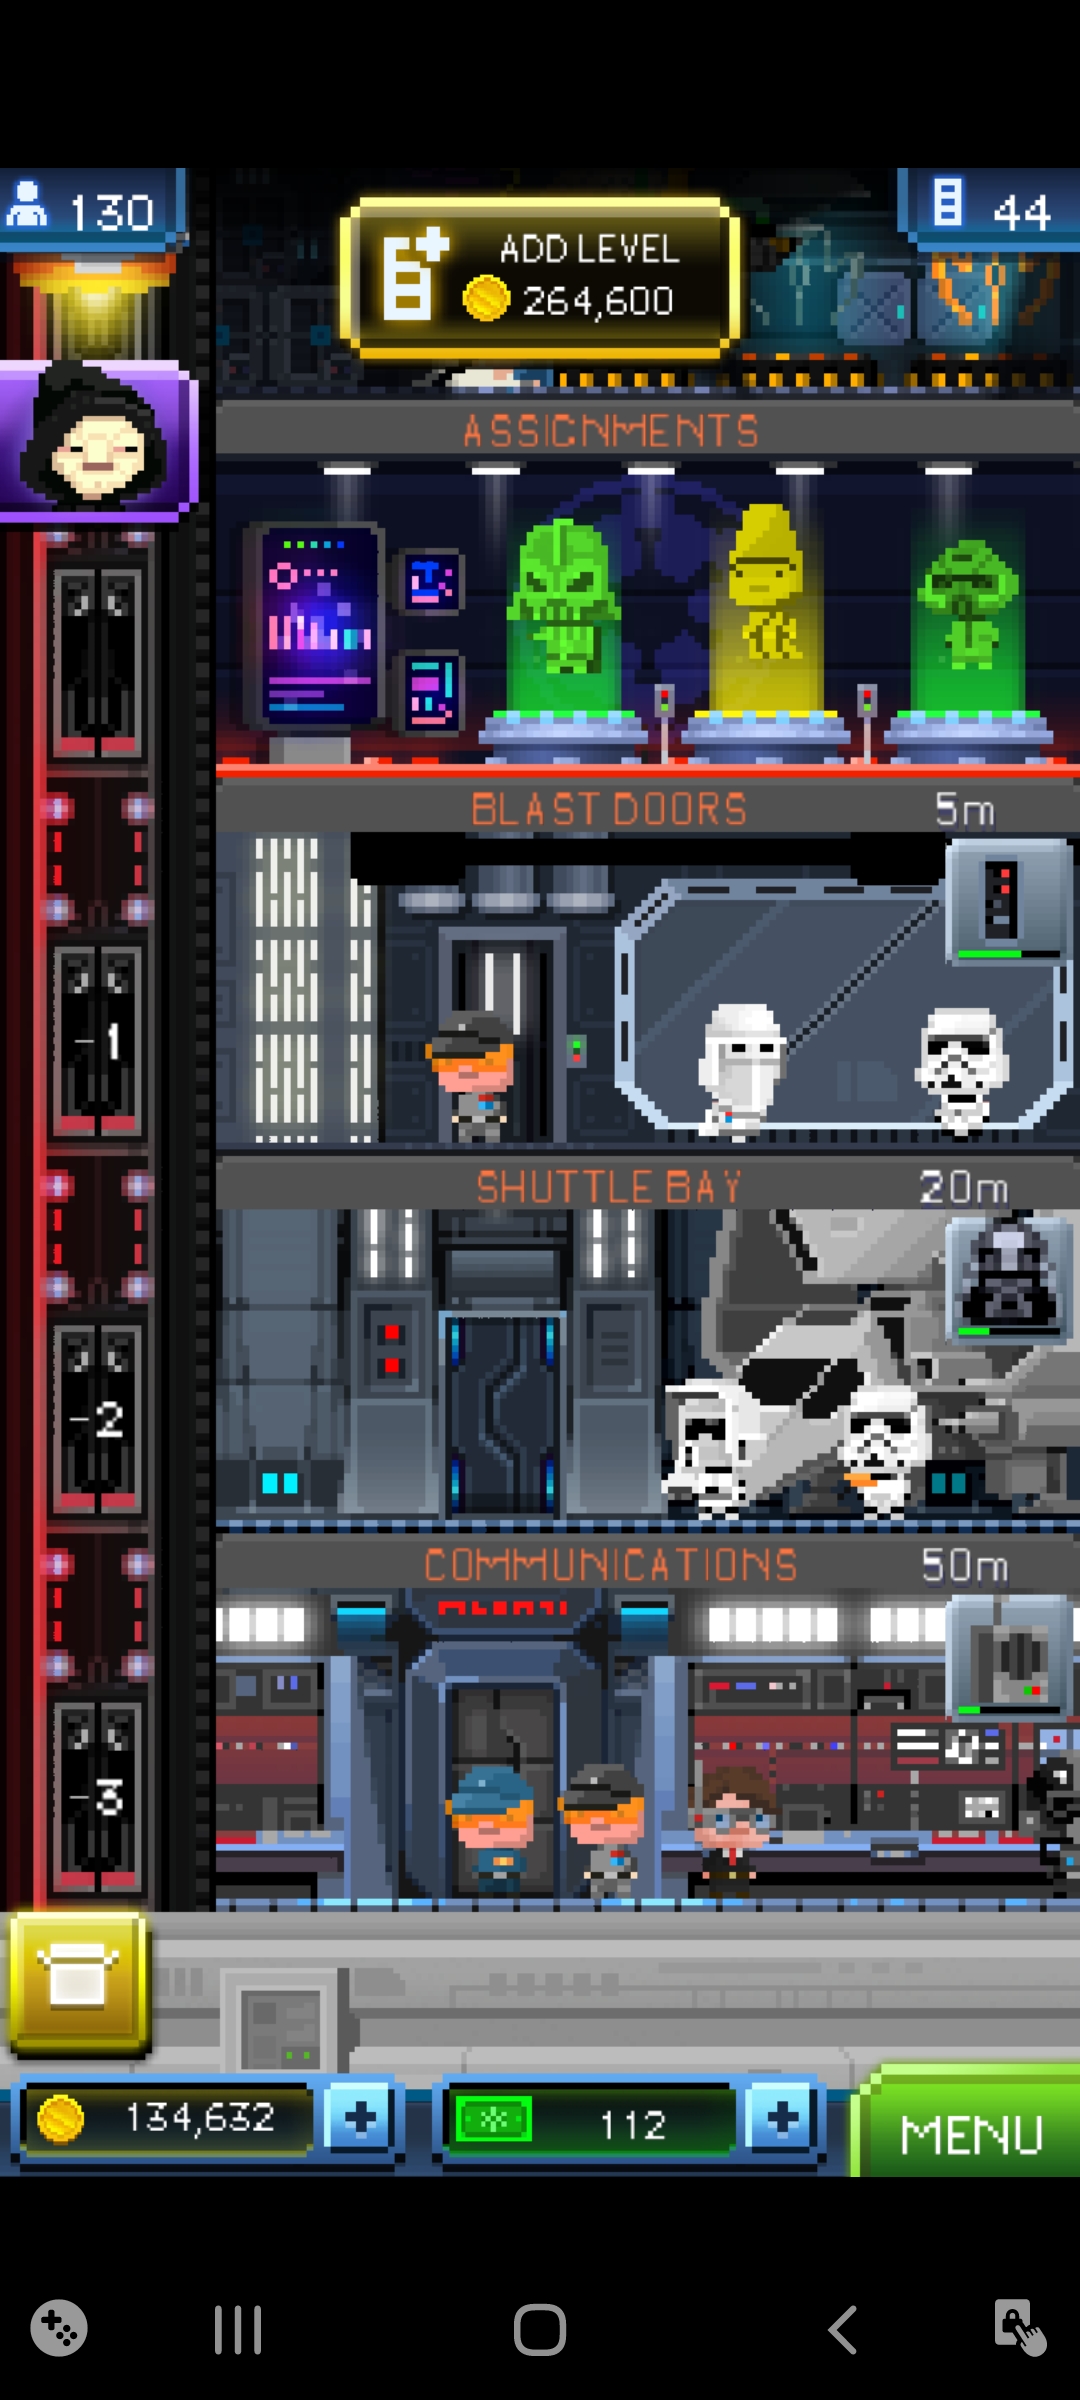 130
ADD LEVEL
264,600
44
ASSIGNMENTS
BLAST DOORS 5m
-1
SHUTTLE BAY 20m
-2
COMMUNICATIONS 50m
-3
134,632
112
MENU